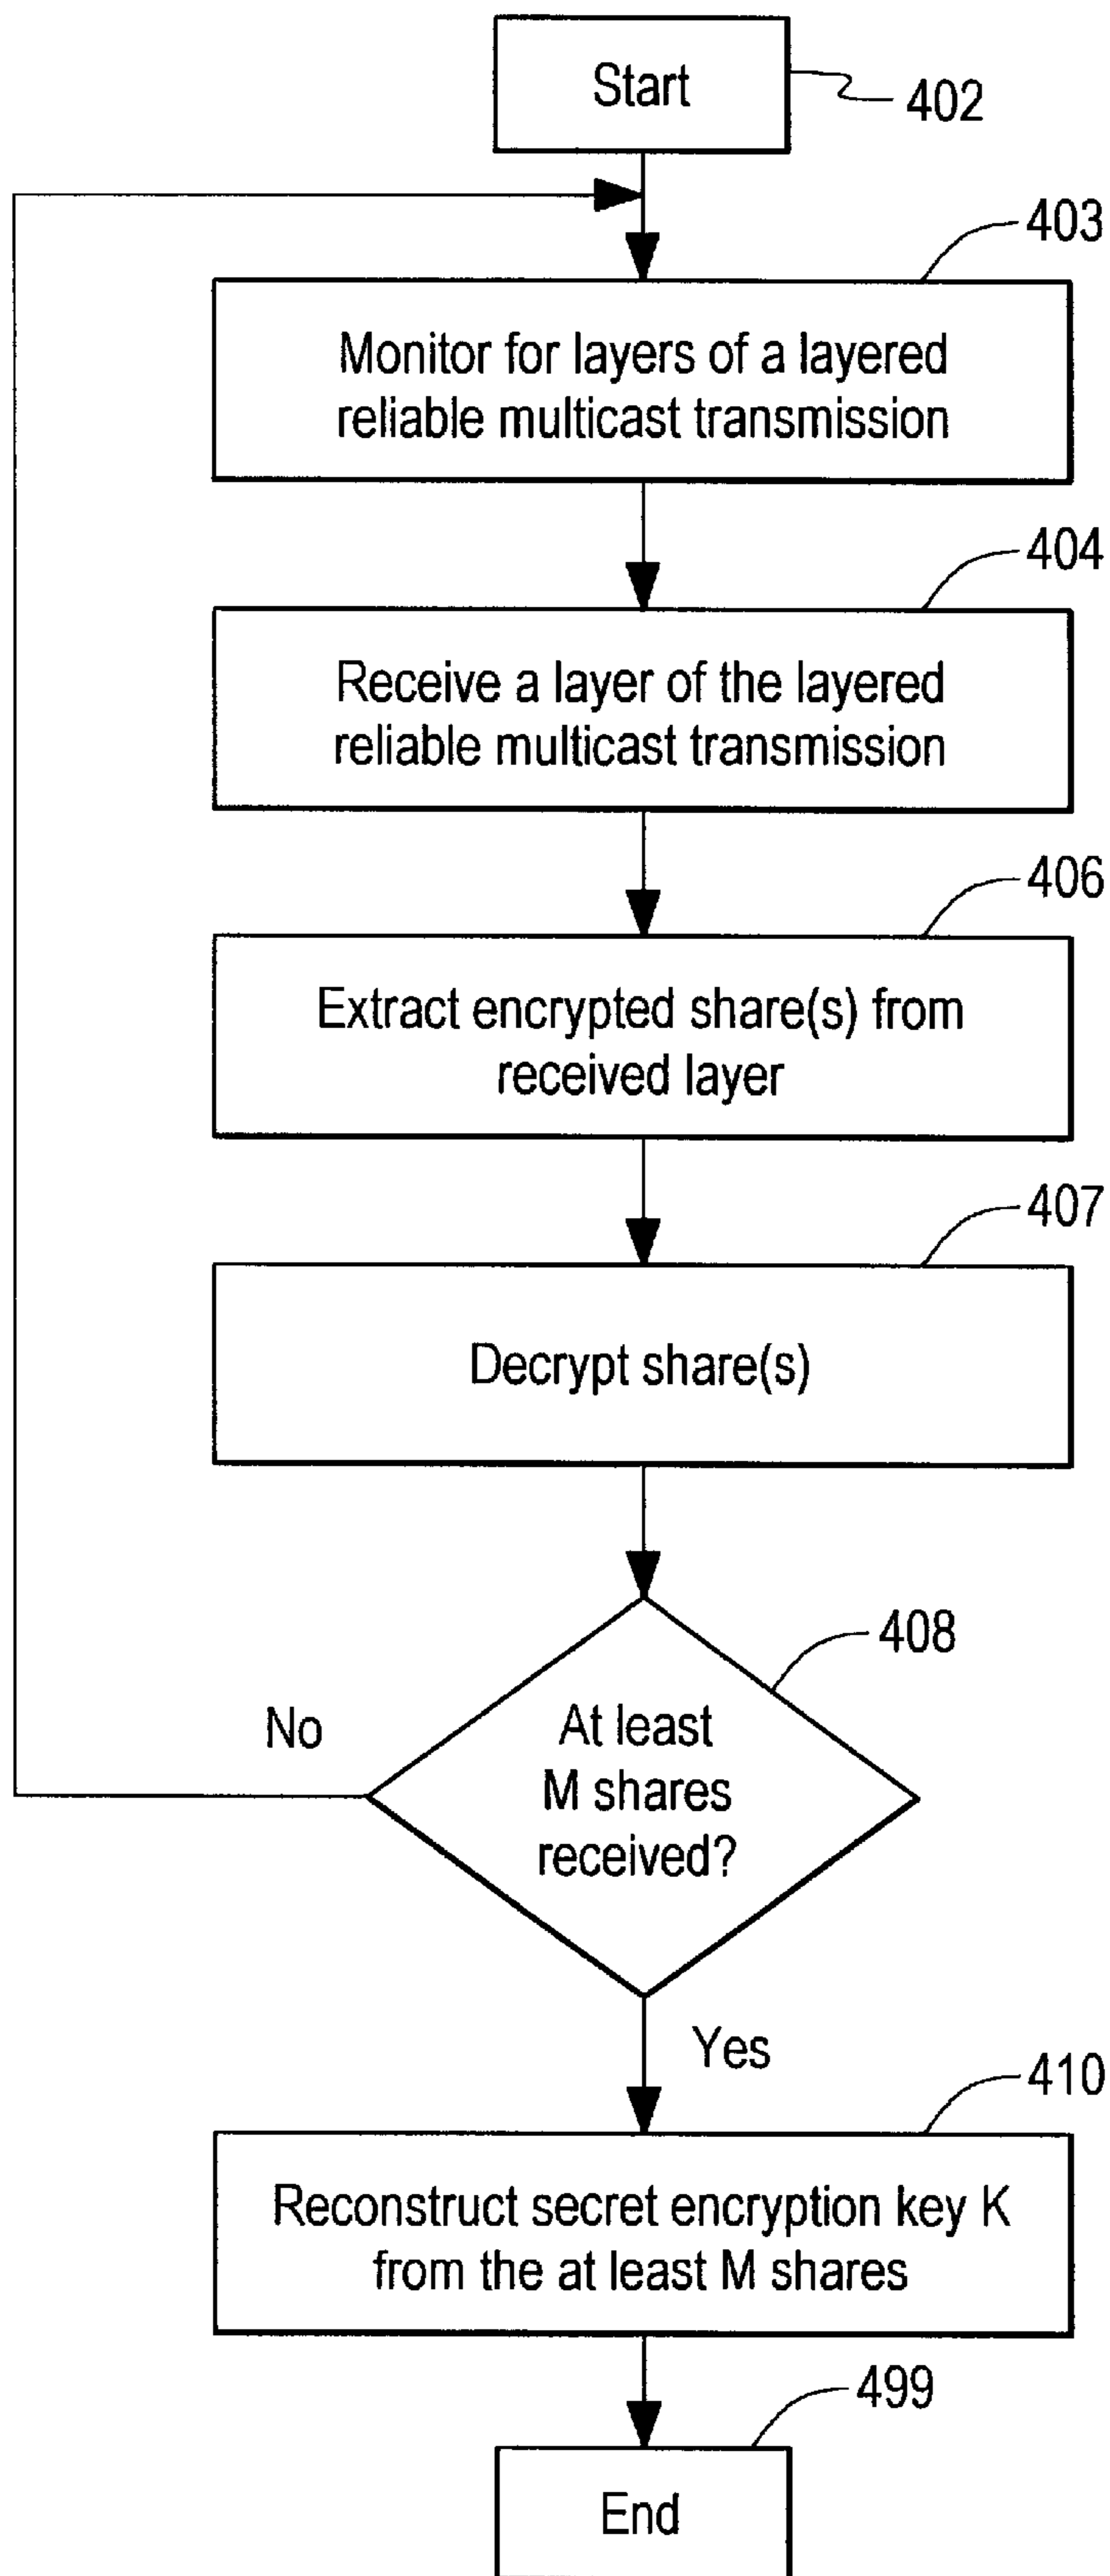 Start
402
403
Monitor for layers of a layered
reliable multicast transmission
404
Receive a layer of the layered
reliable multicast transmission
406
Extract encrypted share(s) from
received layer
407
Decrypt share(s)
408
At least
M shares
received?
No
Yes
410
Reconstruct secret encryption key K
from the at least M shares
499
End